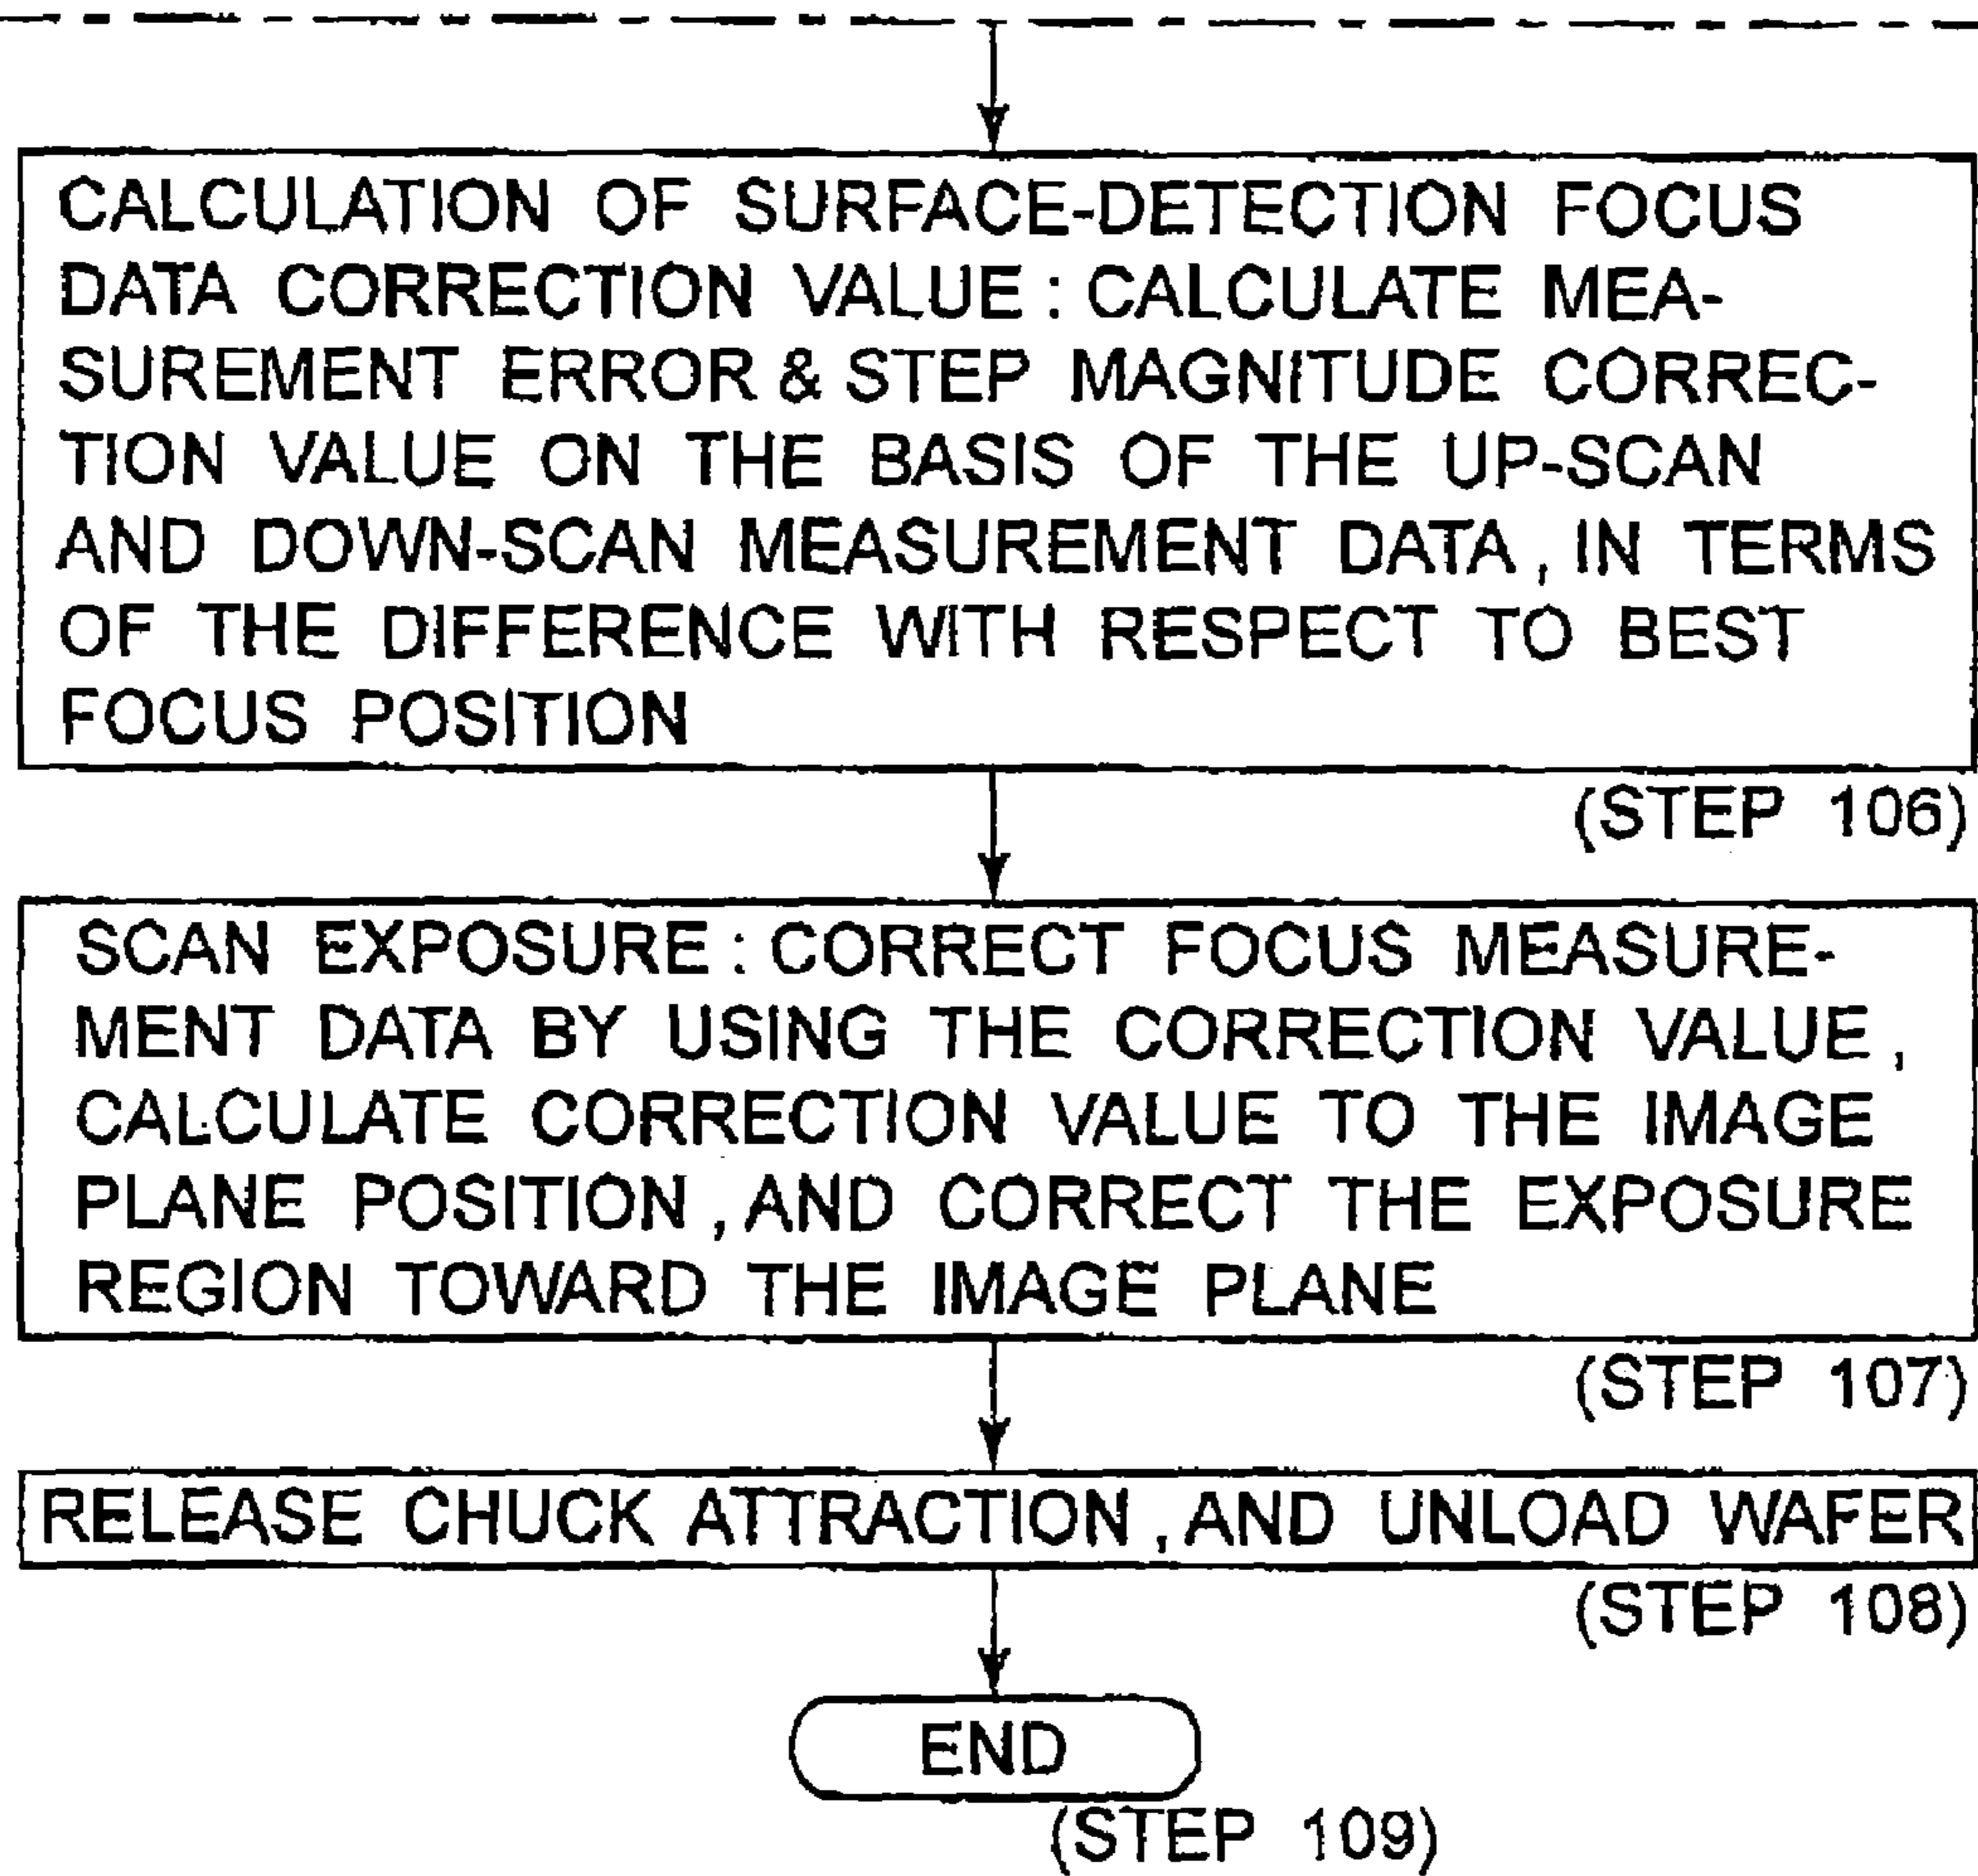 CALCULATION OF SURFACE-DETECTION FOCUS
DATA CORRECTION VALUE : CALCULATE MEA-
SUREMENT ERROR & STEP MAGNITUDE CORREC-
TION VALUE ON THE BASIS OF THE UP-SCAN
AND DOWN-SCAN MEASUREMENT DATA, IN TERMS
OF THE DIFFERENCE WITH RESPECT TO BEST
FOCUS POSITION
(STEP 106)
SCAN EXPOSURE : CORRECT FOCUS MEASURE-
MENT DATA BY USING THE CORRECTION VALUE,
CALCULATE CORRECTION VALUE TO THE IMAGE
PLANE POSITION, AND CORRECT THE EXPOSURE
REGION TOWARD THE IMAGE PLANE
(STEP 107)
RELEASE CHUCK ATTRACTION, AND UNLOAD WAFER
(STEP 108)
END
(STEP 109)